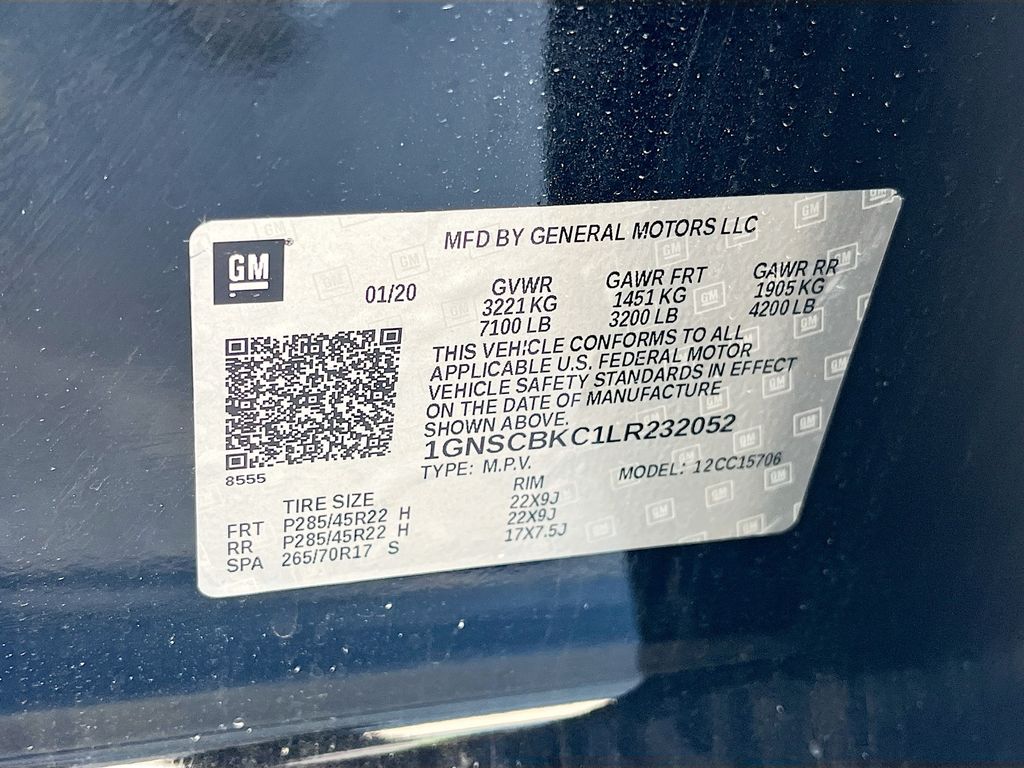 GM
MFD BY GENERAL MOTORS LLC
01/20
GVWR GAWR FRT GAWR RR
3221 KG 1451 KG 1905 KG
7100 LB 3200 LB 4200 LB
THIS VEHICLE CONFORMS TO ALL
APPLICABLE U.S. FEDERAL MOTOR
VEHICLE SAFETY STANDARDS IN EFFECT
ON THE DATE OF MANUFACTURE
SHOWN ABOVE.
1GNSCBKC1LR232052
TYPE: M.P.V. MODEL: 12CC15706
8555
TIRE SIZE RIM
FRT P285/45R22 H 22X9J
RR P285/45R22 H 22X9J
SPA 265/70R17 S 17X7.5J